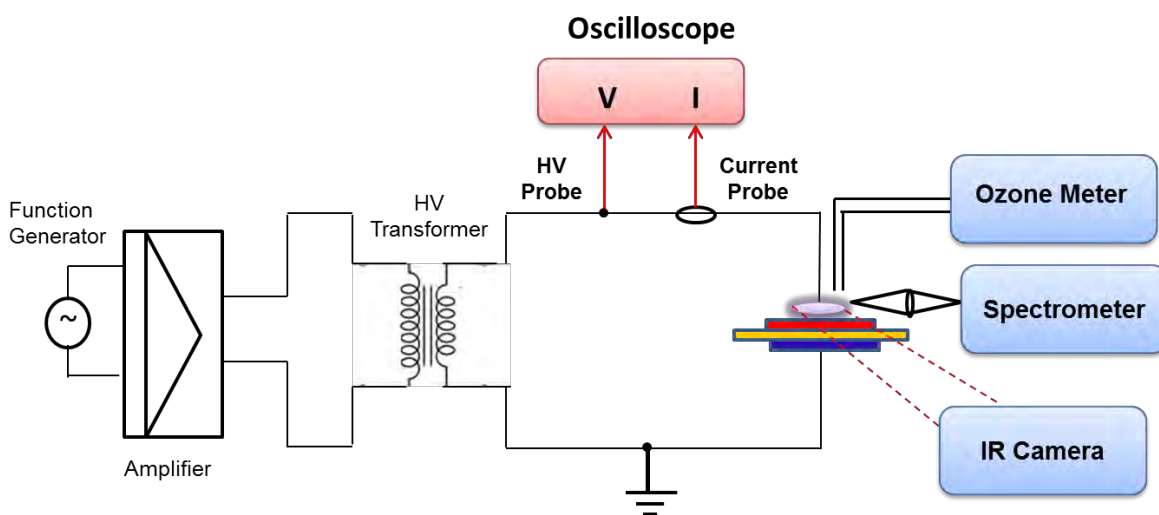 Oscilloscope
V I
HV
Probe
Current
Probe
Ozone Meter
Function
Generator
HV
Transformer
~
Spectrometer
IR Camera
Amplifier